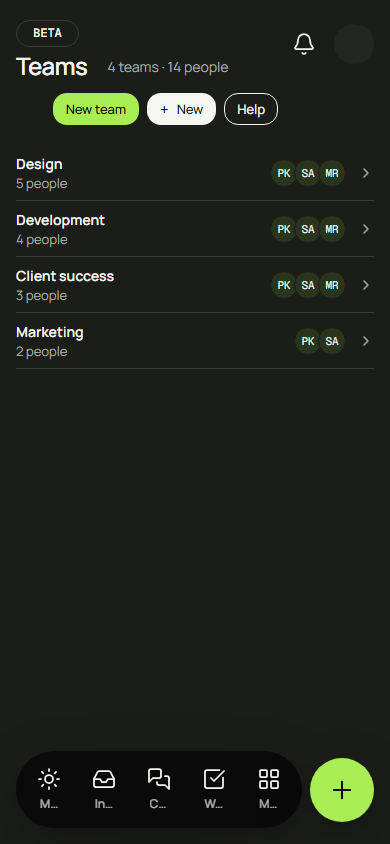 BETA
Teams 4 teams · 14 people
New team + New Help
Design
5 people
PK SA MR
Development
4 people
PK SA MR
Client success
3 people
PK SA MR
Marketing
2 people
PK SA
M... In... C... W... M...